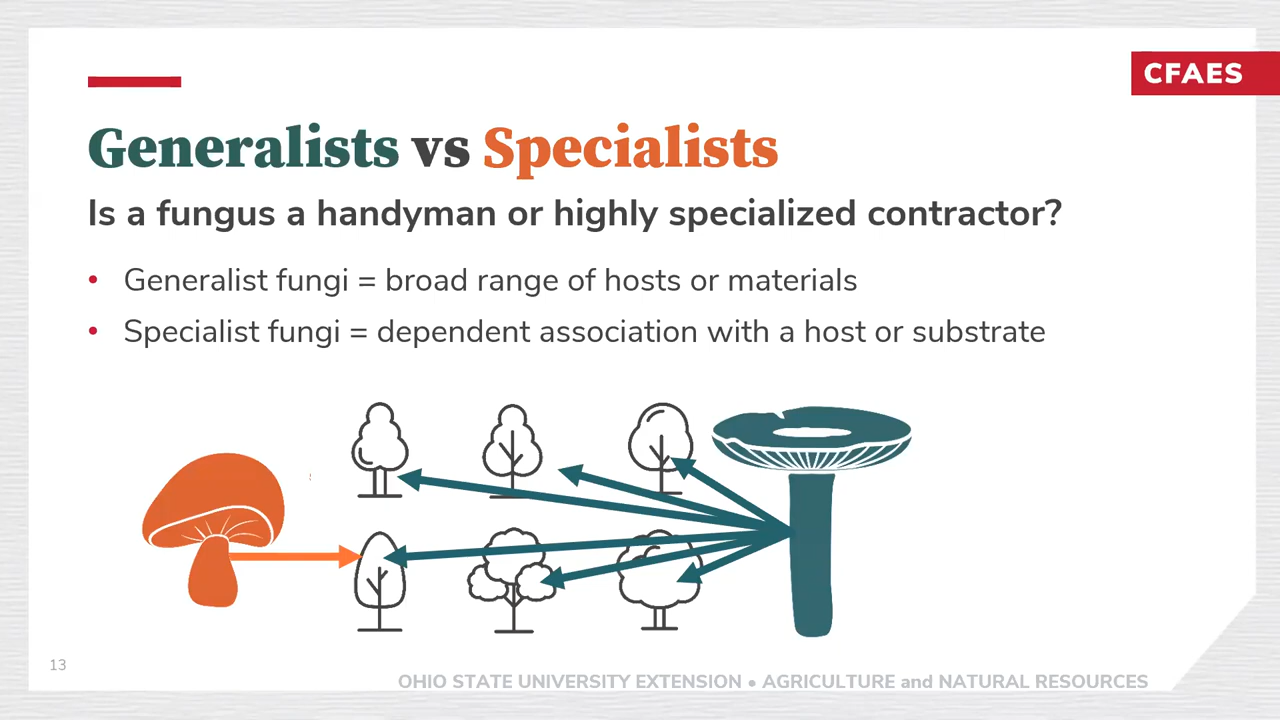 CFAES
Generalists vs Specialists
Is a fungus a handyman or highly specialized contractor?
• Generalist fungi = broad range of hosts or materials
• Specialist fungi = dependent association with a host or substrate
13
OHIO STATE UNIVERSITY EXTENSION • AGRICULTURE and NATURAL RESOURCES